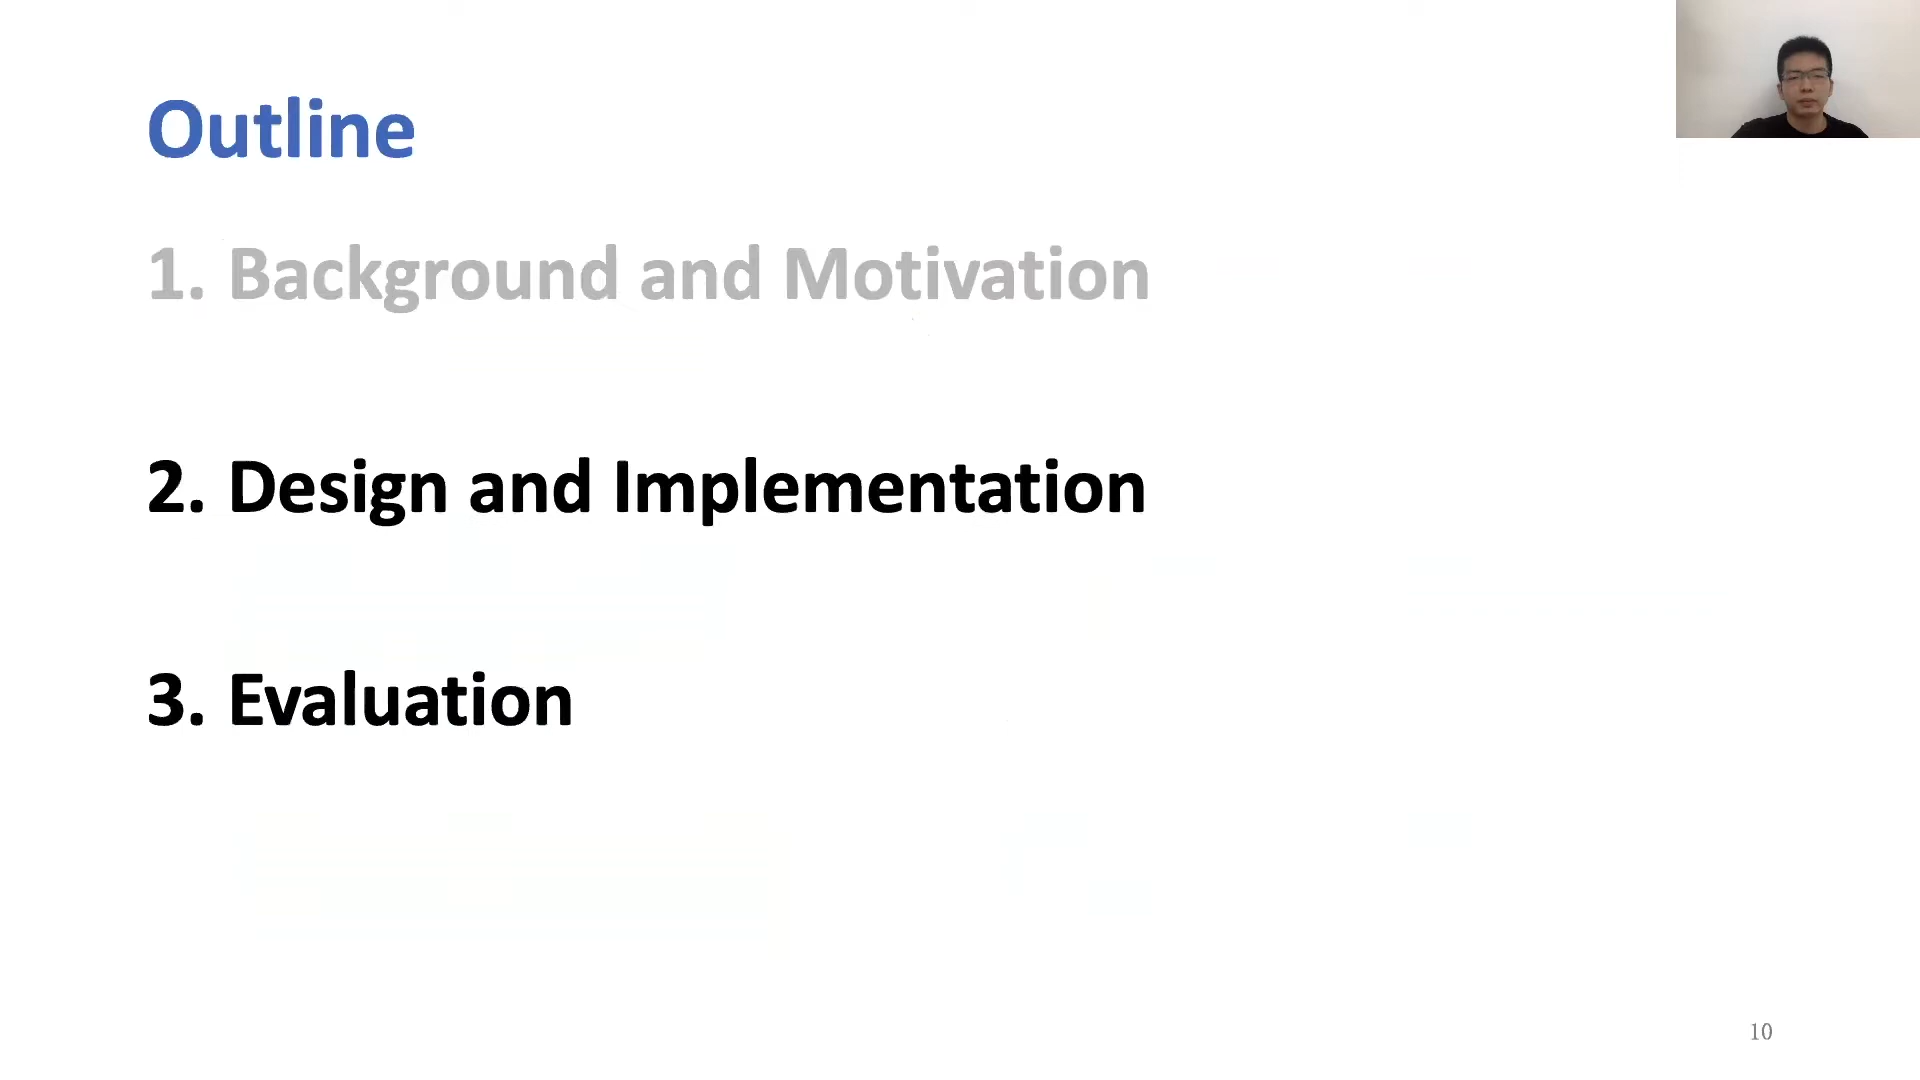 Outline
1. Background and Motivation
2. Design and Implementation
3. Evaluation
10